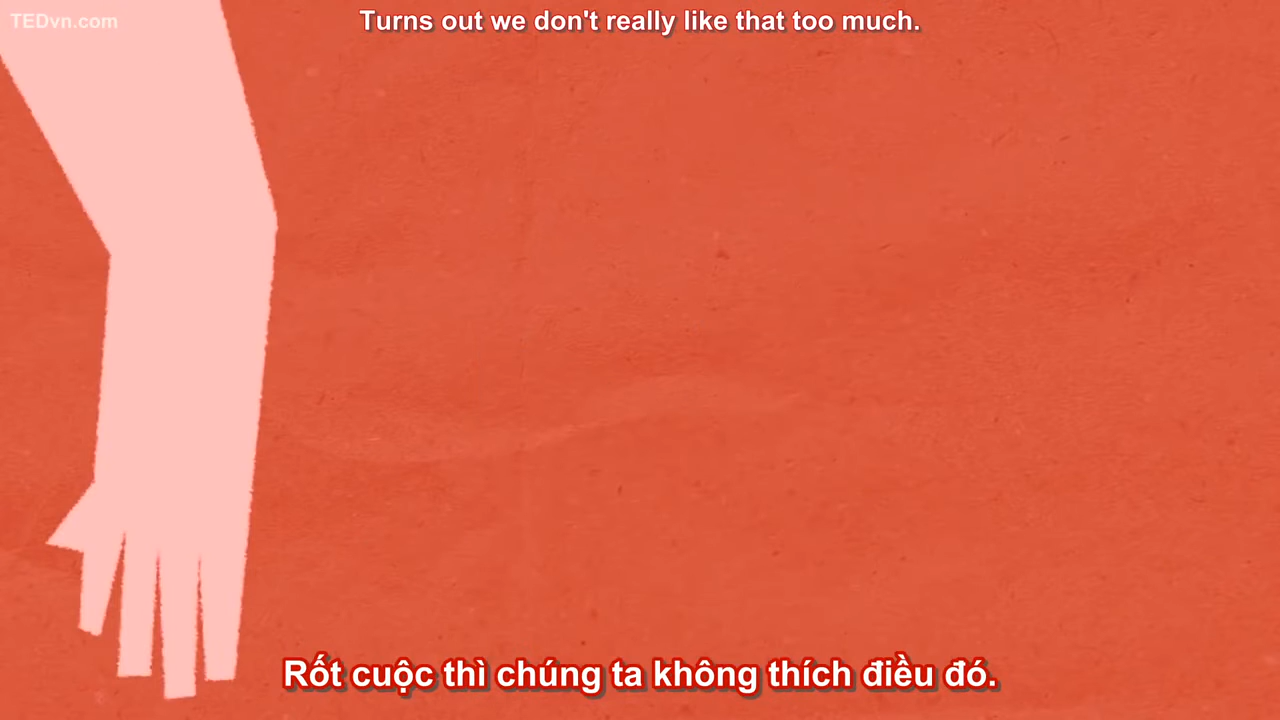 TEDvn.com
Turns out we don't really like that too much.
Rốt cuộc thì chúng ta không thích điều đó.